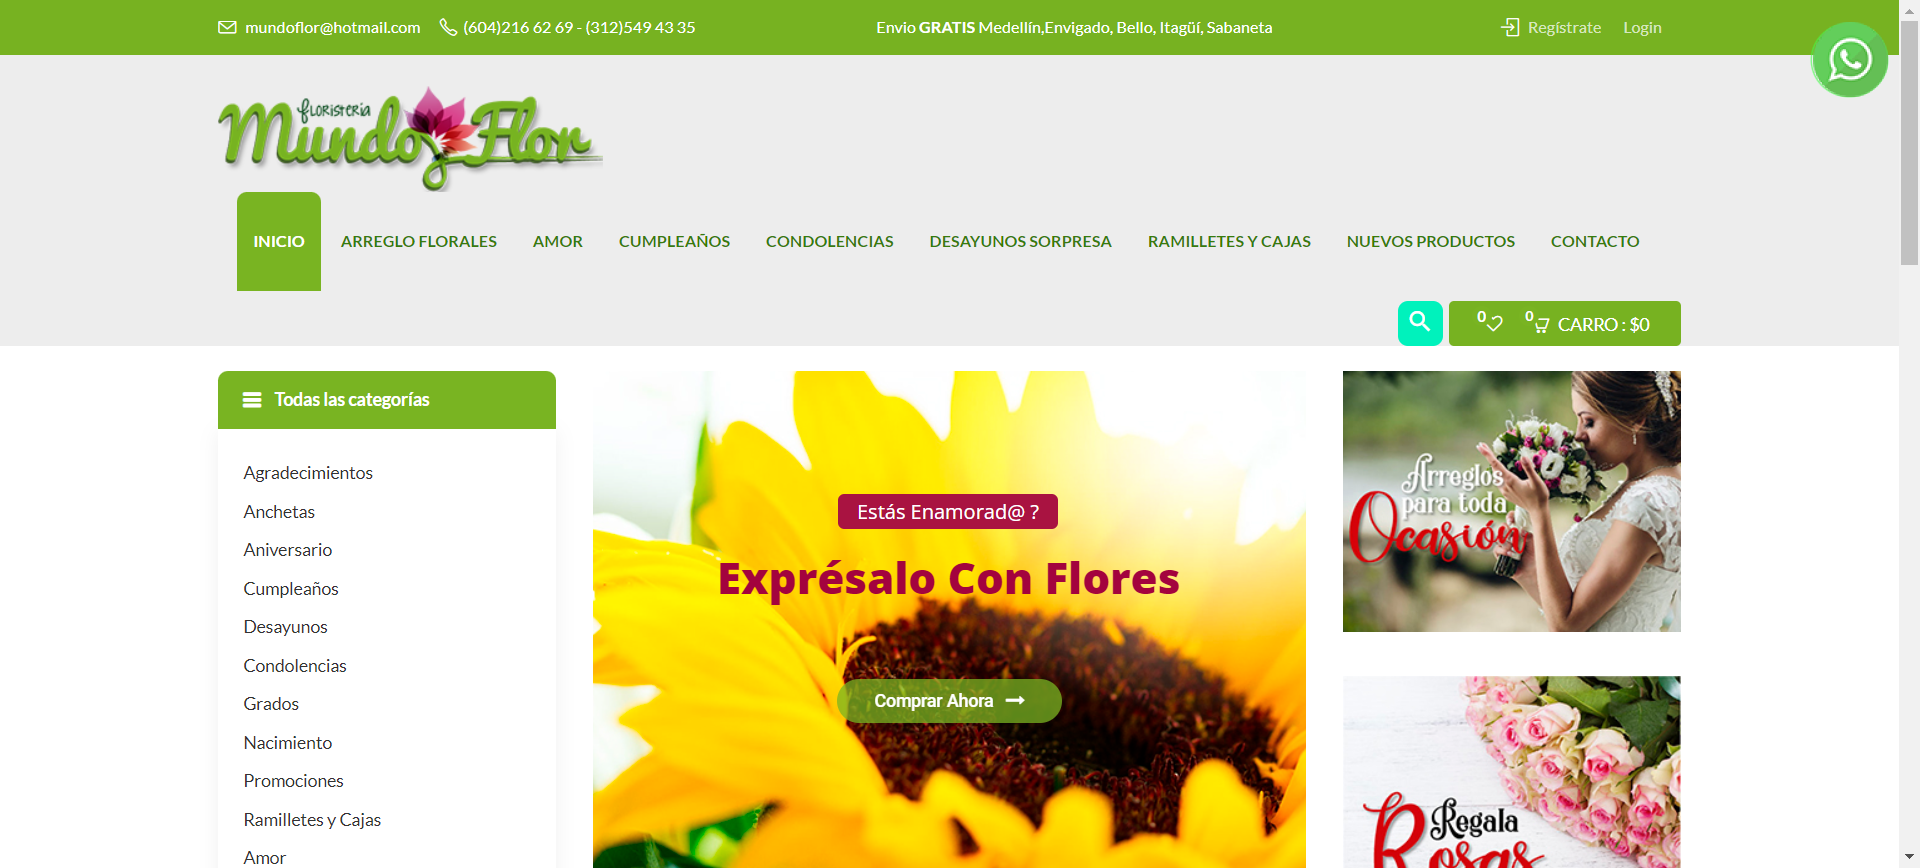 mundoflor@hotmail.com (604)216 62 69 - (312)549 43 35 Envio GRATIS Medellín,Envigado, Bello, Itagüí, Sabaneta Regístrate Login
floristería
Mundo Flor
INICIO ARREGLO FLORALES AMOR CUMPLEAÑOS CONDOLENCIAS DESAYUNOS SORPRESA RAMILLETES Y CAJAS NUEVOS PRODUCTOS CONTACTO
0 0 CARRO : $0
Todas las categorías
Agradecimientos
Anchetas
Aniversario
Cumpleaños
Desayunos
Condolencias
Grados
Nacimiento
Promociones
Ramilletes y Cajas
Amor
Estás Enamorad@ ?
Exprésalo Con Flores
Comprar Ahora
Arreglos
para toda
Ocasión
Regala
Rosas